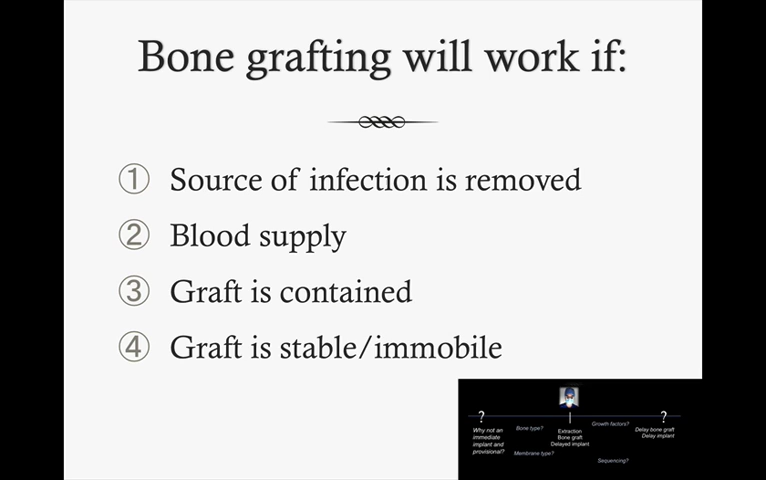 Bone grafting will work if:
① Source of infection is removed
② Blood supply
③ Graft is contained
④ Graft is stable/immobile
? ?
Why not an
immediate
implant and
provisional?
Bone type?
Membrane type?
Extraction
Bone graft
Delayed implant
Growth factors?
Sequencing?
Delay bone graft
Delay implant